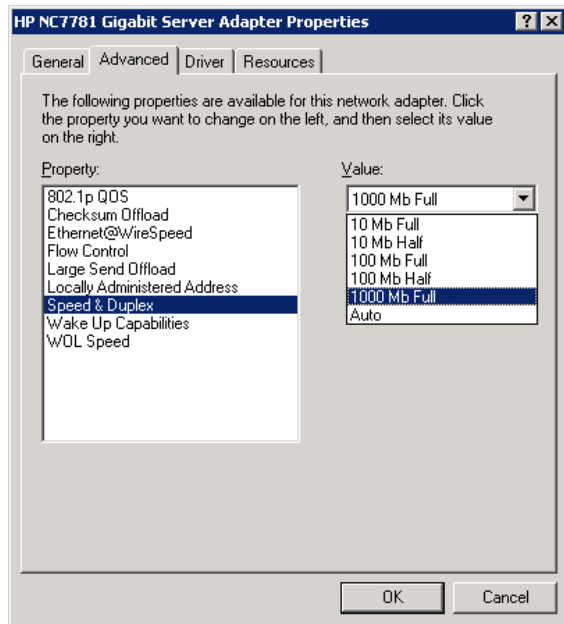 HP NC7781 Gigabit Server Adapter Properties
General Advanced Driver Resources
The following properties are available for this network adapter. Click
the property you want to change on the left, and then select its value
on the right.
Property:
802.1p QOS
Checksum Offload
Ethernet@WireSpeed
Flow Control
Large Send Offload
Locally Administered Address
Speed & Duplex
Wake Up Capabilities
WOL Speed
Value:
1000 Mb Full
10 Mb Full
10 Mb Half
100 Mb Full
100 Mb Half
1000 Mb Full
Auto
OK Cancel